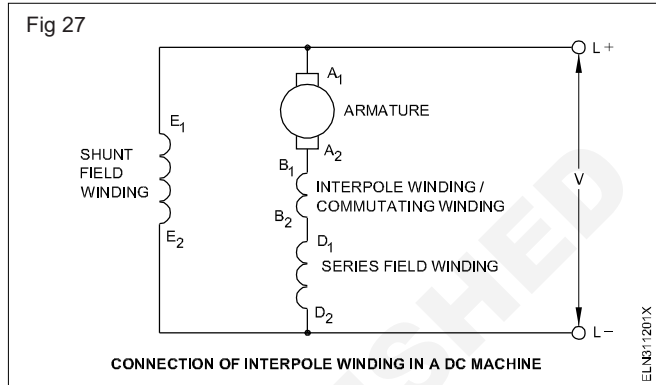 Fig 27
L +
A1
ARMATURE
E1
SHUNT
FIELD
WINDING
E2
A2
B1
INTERPOLE WINDING /
COMMUTATING WINDING
B2
V
D1
SERIES FIELD WINDING
D2
L −
CONNECTION OF INTERPOLE WINDING IN A DC MACHINE
ELN311201X
SHED